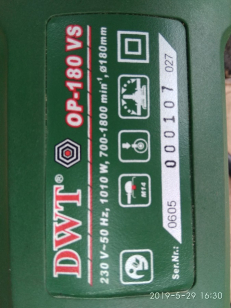 DWT® OP-180 VS
230 V~50 Hz, 1010 W, 700-1800 min⁻¹, ø180mm
M14
Ser.Nr.: 0605 000107 027
2019-5-29 16:30